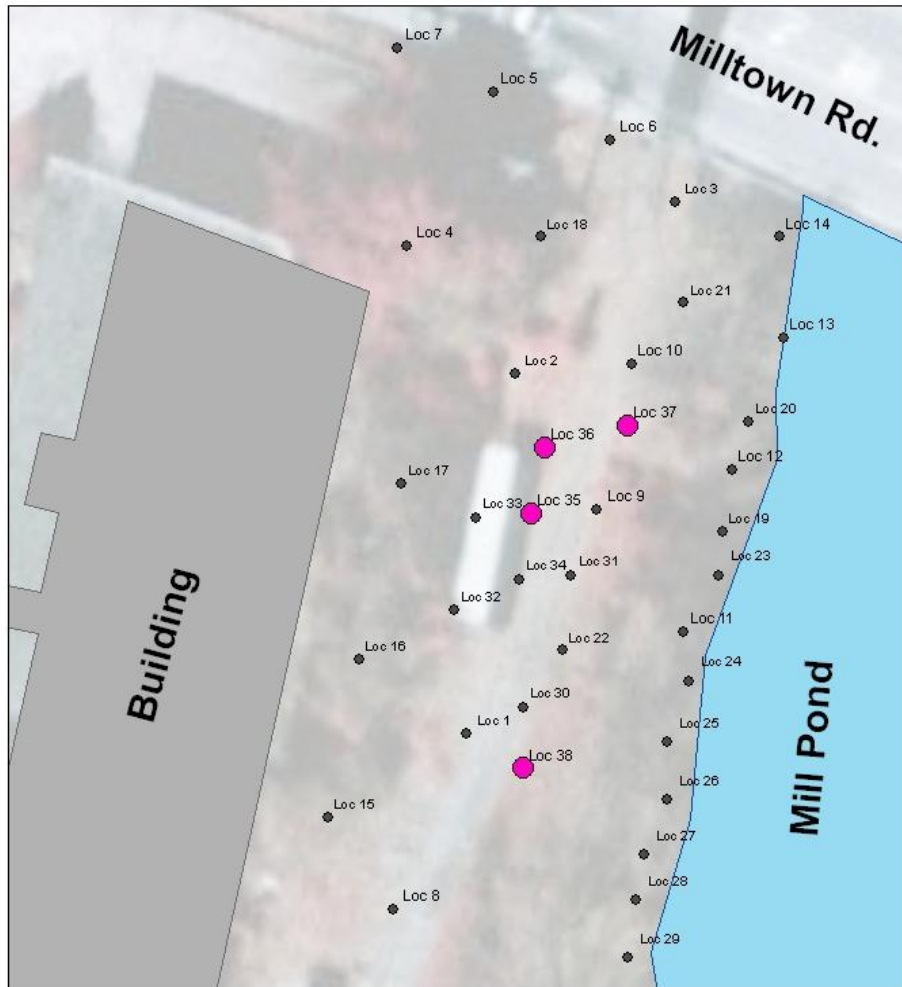 Loc 7
Loc 5
Milltown Rd.
Loc 6
Loc 3
Loc 4
Loc 18
Loc 14
Loc 21
Loc 13
Loc 10
Loc 2
Loc 20
Loc 37
Loc 36
Loc 12
Loc 17
Loc 33
Loc 35
Loc 9
Loc 19
Loc 34
Loc 31
Loc 23
Loc 32
Building
Loc 11
Loc 16
Loc 22
Loc 24
Loc 30
Loc 1
Loc 25
Mill Pond
Loc 38
Loc 26
Loc 15
Loc 27
Loc 8
Loc 28
Loc 29